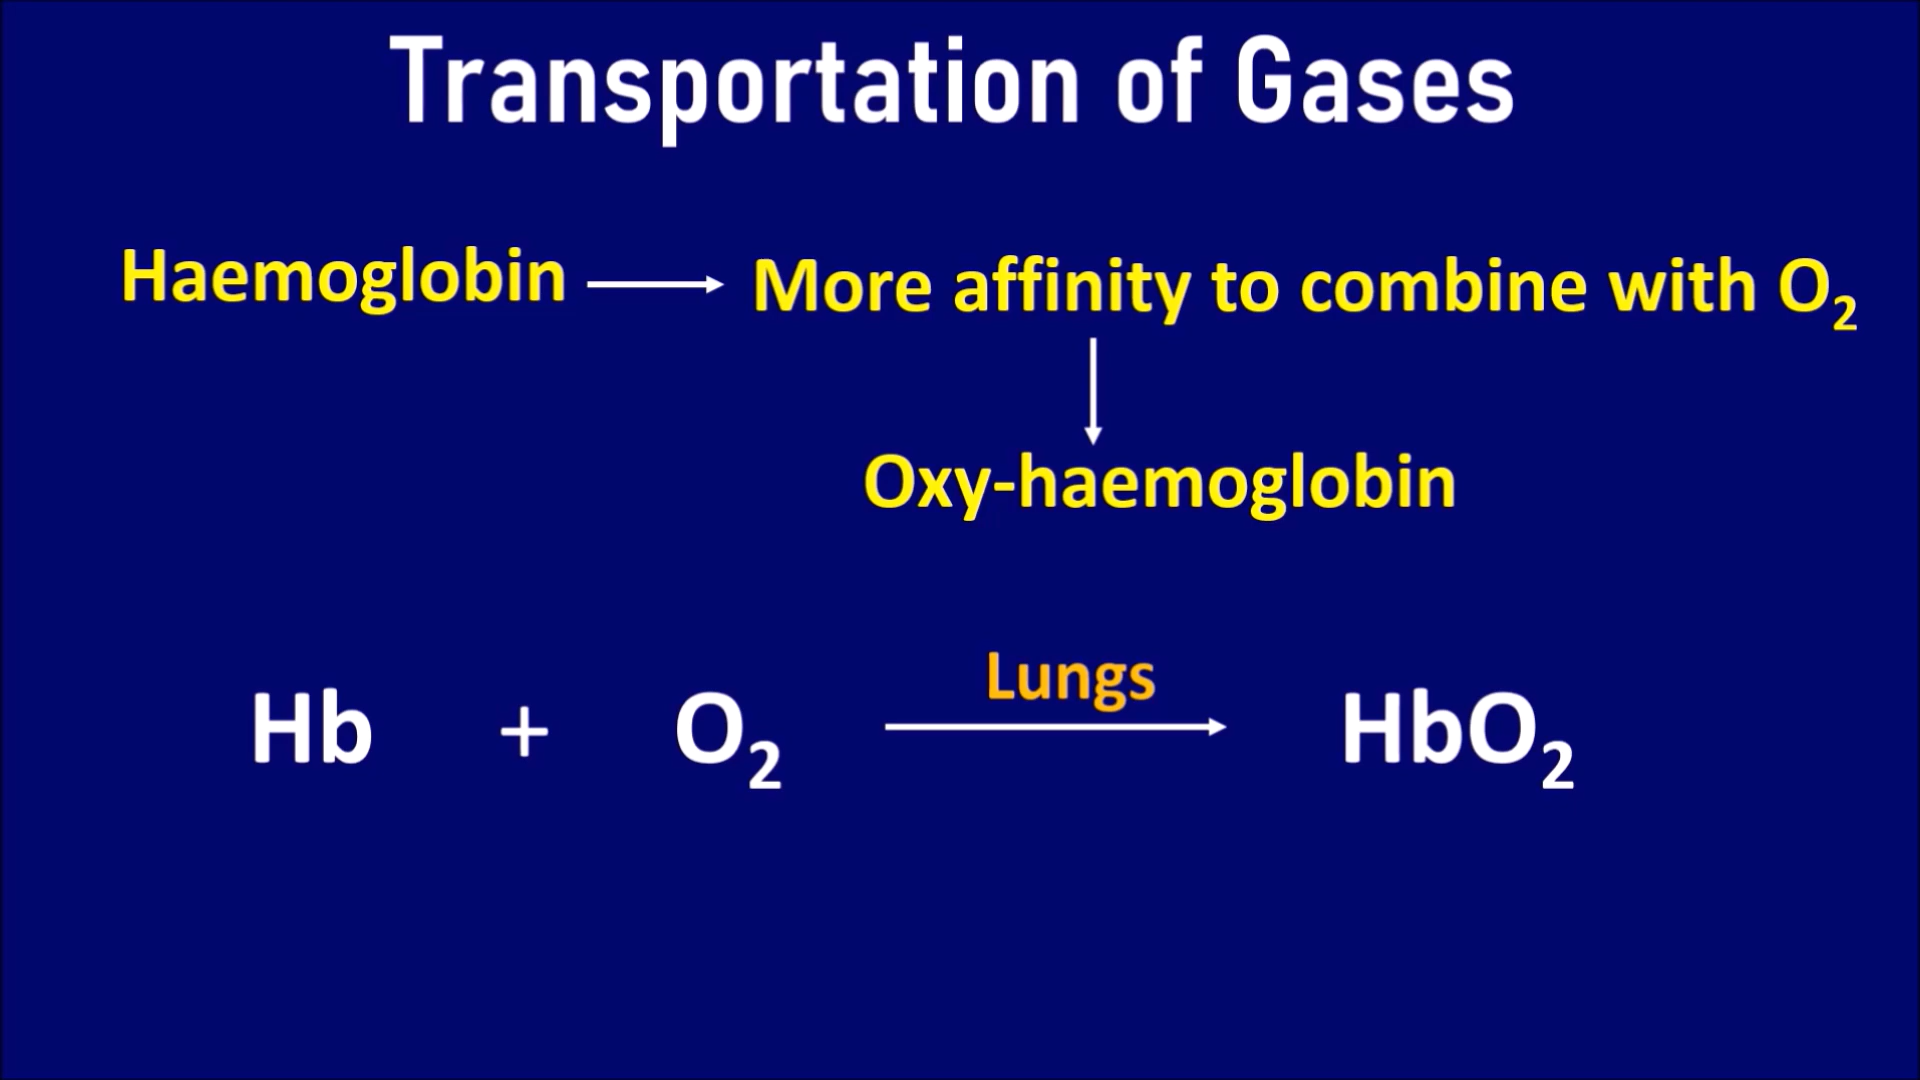 Transportation of Gases
Haemoglobin → More affinity to combine with O₂
Oxy-haemoglobin
Lungs
Hb + O₂ → HbO₂